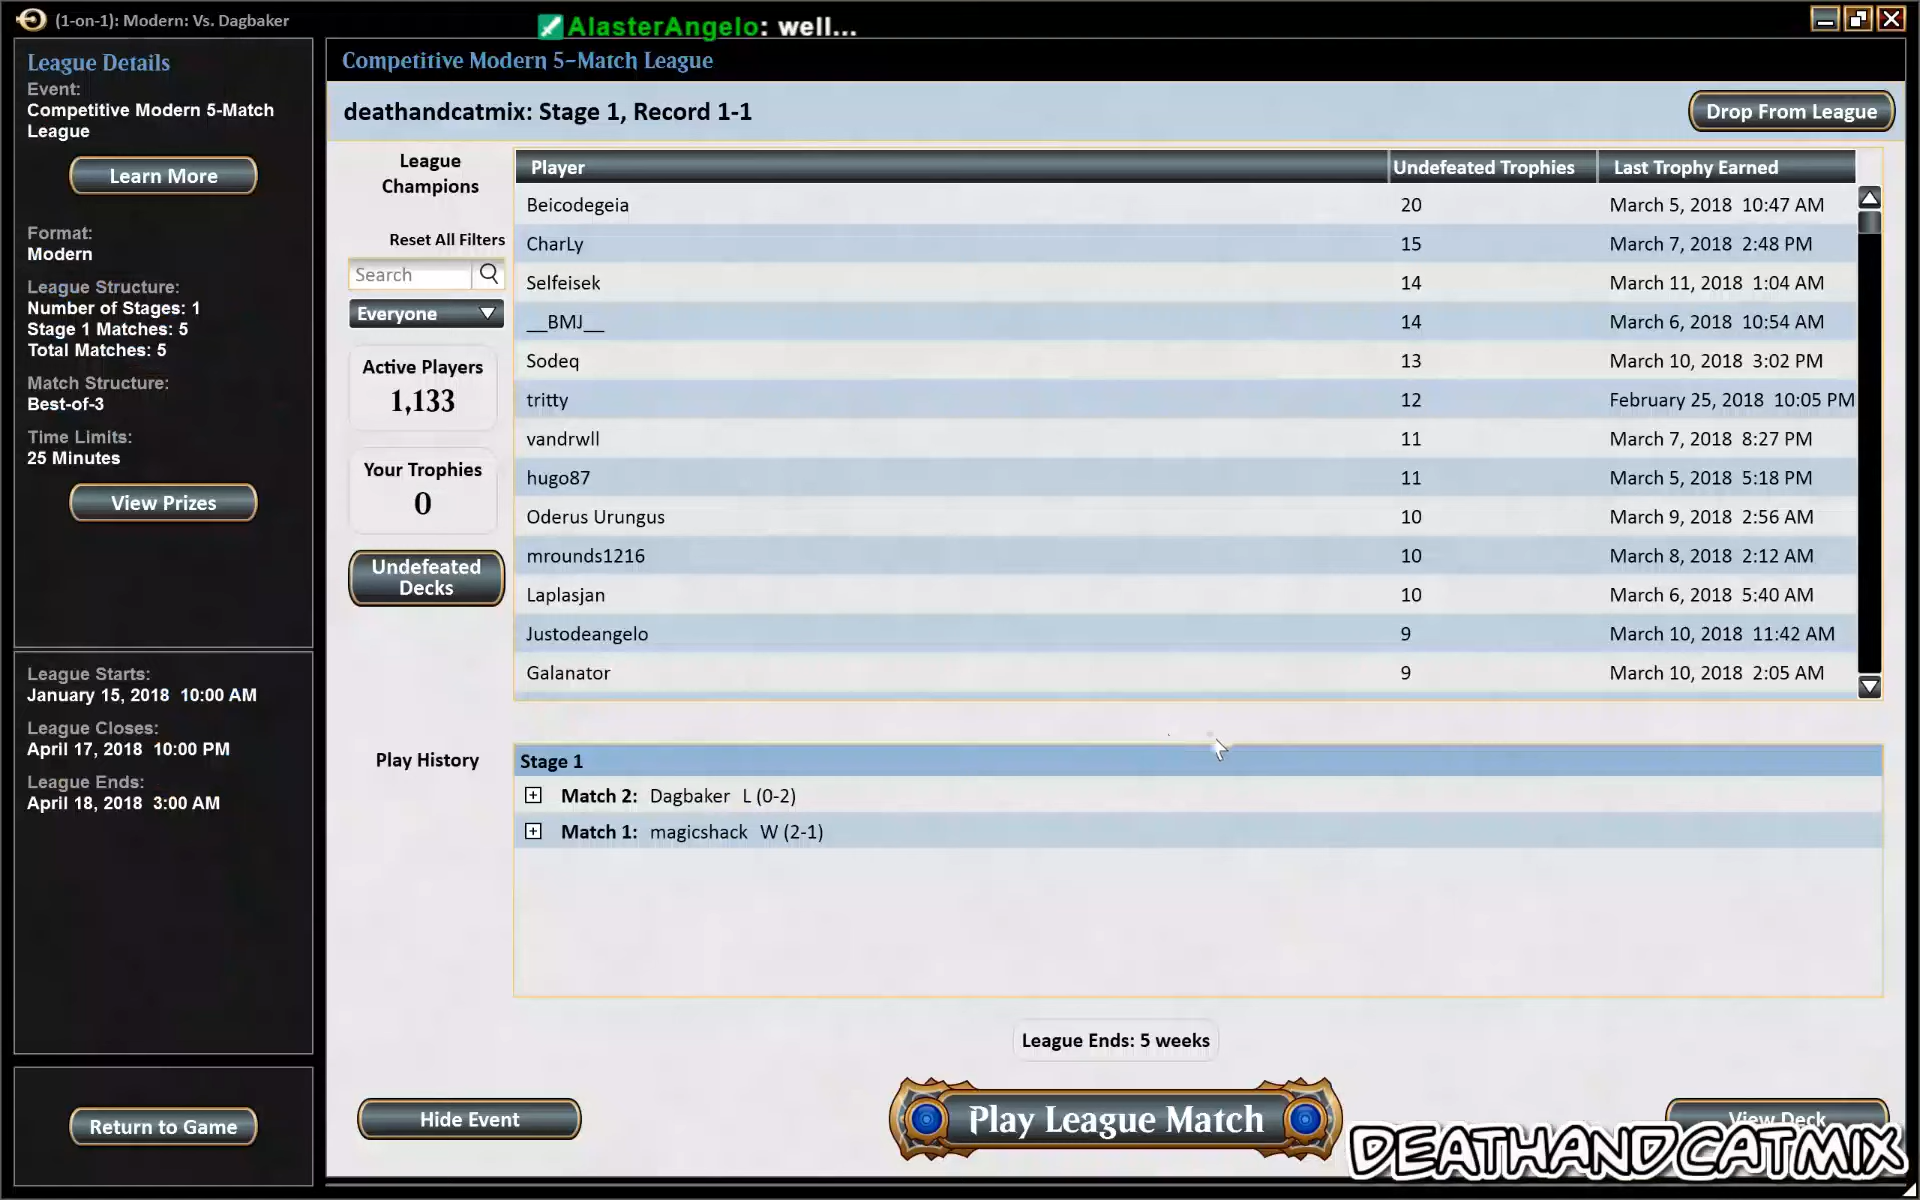 (1-on-1): Modern: Vs. Dagbaker
AlasterAngelo: well...
League Details
Event:
Competitive Modern 5-Match
League
Learn More
Format:
Modern
League Structure:
Number of Stages: 1
Stage 1 Matches: 5
Total Matches: 5
Match Structure:
Best-of-3
Time Limits:
25 Minutes
View Prizes
League Starts:
January 15, 2018 10:00 AM
League Closes:
April 17, 2018 10:00 PM
League Ends:
April 18, 2018 3:00 AM
Return to Game
Competitive Modern 5-Match League
deathandcatmix: Stage 1, Record 1-1
Drop From League
League
Champions
Reset All Filters
Search
Everyone
Active Players
1,133
Your Trophies
0
Undefeated
Decks
Player Undefeated Trophies Last Trophy Earned
Beicodegeia 20 March 5, 2018 10:47 AM
CharLy 15 March 7, 2018 2:48 PM
Selfeisek 14 March 11, 2018 1:04 AM
__BMJ__ 14 March 6, 2018 10:54 AM
Sodeq 13 March 10, 2018 3:02 PM
tritty 12 February 25, 2018 10:05 PM
vandrwll 11 March 7, 2018 8:27 PM
hugo87 11 March 5, 2018 5:18 PM
Oderus Urungus 10 March 9, 2018 2:56 AM
mrounds1216 10 March 8, 2018 2:12 AM
Laplasjan 10 March 6, 2018 5:40 AM
Justodeangelo 9 March 10, 2018 11:42 AM
Galanator 9 March 10, 2018 2:05 AM
Play History
Stage 1
Match 2: Dagbaker L (0-2)
Match 1: magicshack W (2-1)
League Ends: 5 weeks
Hide Event
Play League Match
View Deck
DEATHANDCATMIX